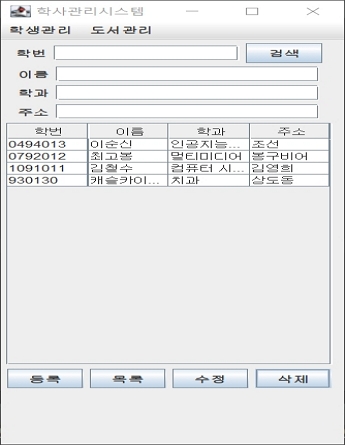 학사관리시스템
학생관리 도서관리
학번 검색
이름
학과
주소
학번 이름 학과 주소
0494013 이순신 인공지능... 조선
0792012 최고봉 멀티미디어 봉구비어
1091011 김철수 컴퓨터 시... 김연희
930130 캐슬카이... 치과 상도동
등록 목록 수정 삭제